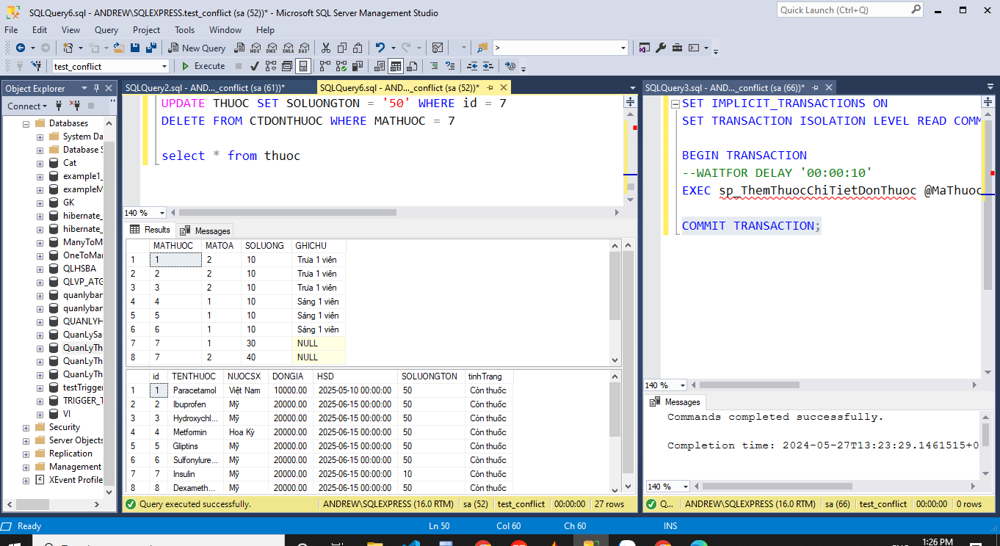 SQLQuery6.sql - ANDREW\SQLEXPRESS.test_conflict (sa (52))* - Microsoft SQL Server Management Studio
Quick Launch (Ctrl+Q)
File Edit View Query Project Tools Window Help
New Query
MDX DMX XMLA DAX
>
test_conflict
Execute
Object Explorer
Connect
Databases
System Da
Database S
Cat
example1_
exampleM
GK
hibernate_
hibernate_
ManyToM
OneToMan
QLHSBA
QLVP_ATG
quanlyban
quanlyban
QUANLYH
QuanLySa
QuanLyTh
QuanLyTh
QuanLyTh
testTrigger
TRIGGER_T
VI
Security
Server Objects
Replication
Management
XEvent Profile
SQLQuery2.sql - AND..._conflict (sa (61))*
SQLQuery6.sql - AND..._conflict (sa (52))*
UPDATE THUOC SET SOLUONGTON = '50' WHERE id = 7
DELETE FROM CTDONTHUOC WHERE MATHUOC = 7
select * from thuoc
140 %
Results Messages
MATHUOC MATOA SOLUONG GHICHU
1 1 2 10 Trưa 1 viên
2 2 2 10 Trưa 1 viên
3 3 2 10 Trưa 1 viên
4 4 1 10 Sáng 1 viên
5 5 1 10 Sáng 1 viên
6 6 1 10 Sáng 1 viên
7 7 1 30 NULL
8 7 2 40 NULL
id TENTHUOC NUOCSX DONGIA HSD SOLUONGTON tinhTrang
1 1 Paracetamol Việt Nam 10000.00 2025-05-10 00:00:00 50 Còn thuốc
2 2 Ibuprofen Mỹ 20000.00 2025-06-15 00:00:00 50 Còn thuốc
3 3 Hydroxychl... Mỹ 20000.00 2025-06-15 00:00:00 50 Còn thuốc
4 4 Metformin Hoa Kỳ 20000.00 2025-06-15 00:00:00 50 Còn thuốc
5 5 Gliptins Mỹ 20000.00 2025-06-15 00:00:00 50 Còn thuốc
6 6 Sulfonylure... Mỹ 20000.00 2025-06-15 00:00:00 50 Còn thuốc
7 7 Insulin Mỹ 20000.00 2025-06-15 00:00:00 10 Còn thuốc
8 8 Dexameth... Mỹ 20000.00 2025-06-15 00:00:00 50 Còn thuốc
Query executed successfully. ANDREW\SQLEXPRESS (16.0 RTM) sa (52) test_conflict 00:00:00 27 rows
SQLQuery3.sql - AND..._conflict (sa (66))*
SET IMPLICIT_TRANSACTIONS ON
SET TRANSACTION ISOLATION LEVEL READ COMM
BEGIN TRANSACTION
--WAITFOR DELAY '00:00:10'
EXEC sp_ThemThuocChiTietDonThuoc @MaThuoc
COMMIT TRANSACTION;
140 %
Messages
Commands completed successfully.
Completion time: 2024-05-27T13:23:29.1461515+0
140 %
Q... ANDREW\SQLEXPRESS (16.0 RTM) sa (66) test_conflict 00:00:00 0 rows
Ready Ln 50 Col 60 Ch 60 INS
1:26 PM